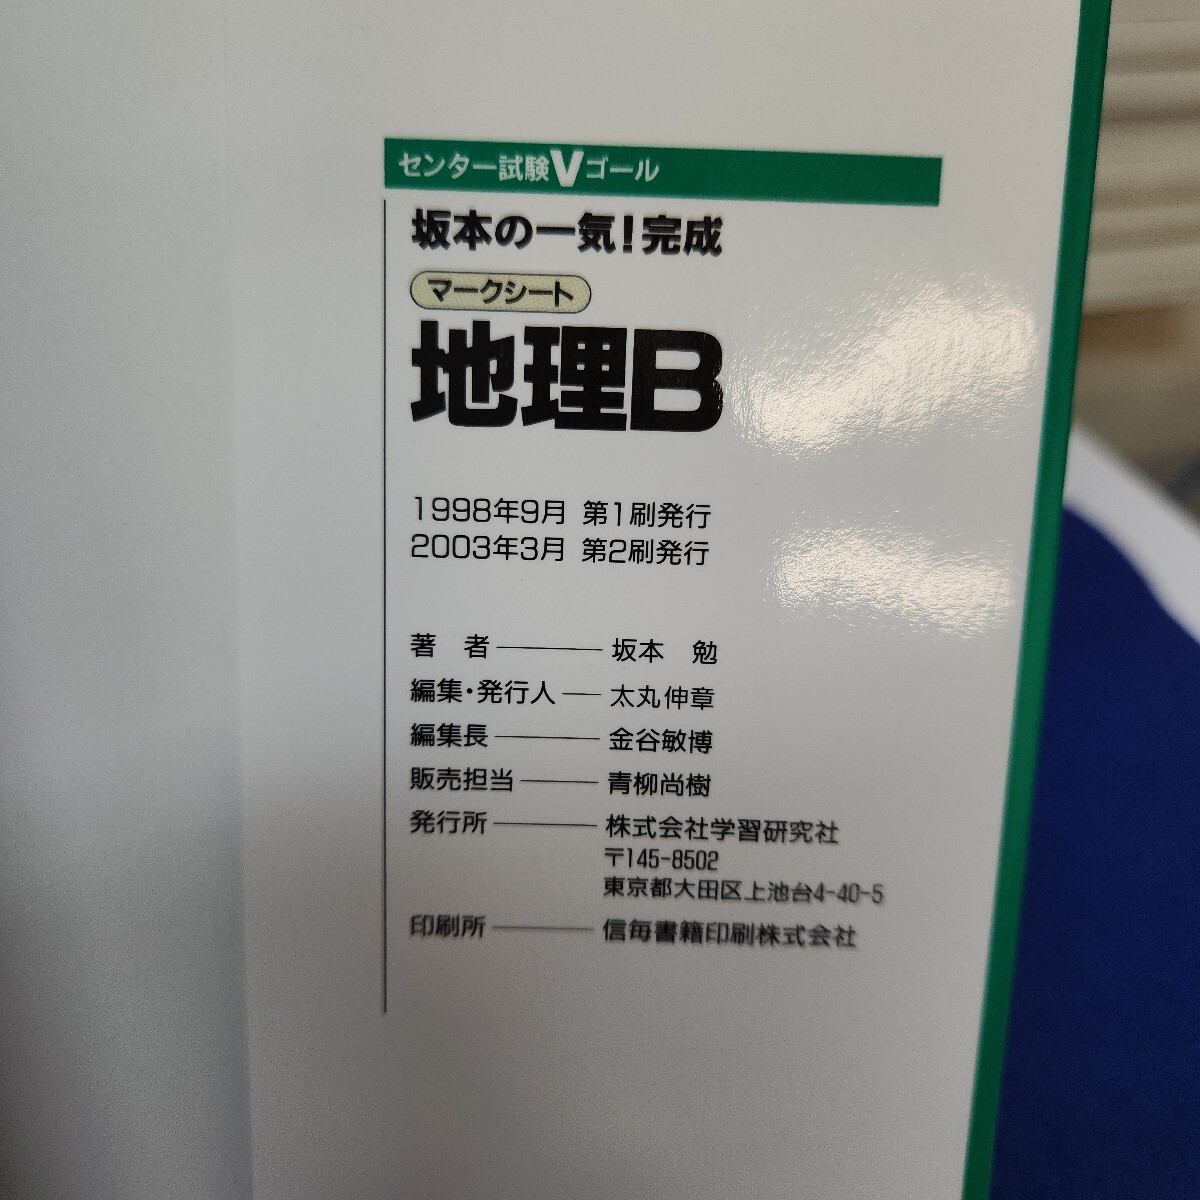 センター試験Vゴール
坂本の一気!完成
マークシート
地理B
1998年9月 第1刷発行
2003年3月 第2刷発行
著 者 坂本 勉
編集・発行人 太丸伸章
編集長 金谷敏博
販売担当 青柳尚樹
発行所 株式会社学習研究社
〒145-8502
東京都大田区上池台4-40-5
印刷所 信毎書籍印刷株式会社